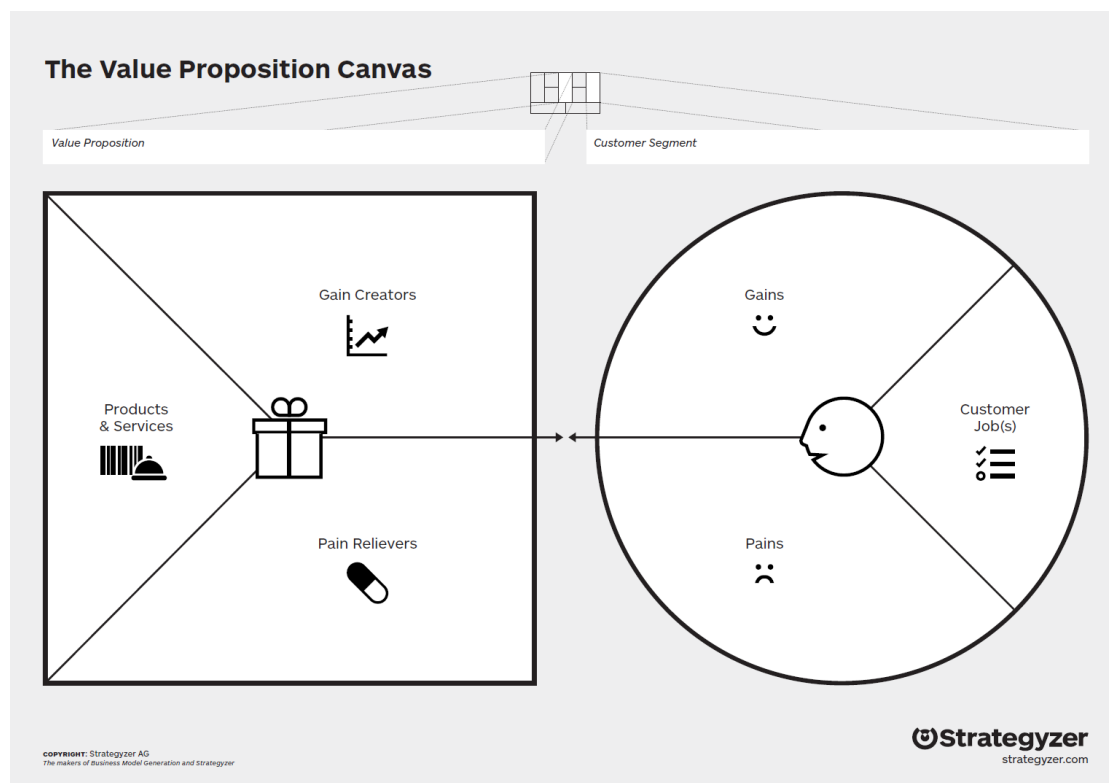 The Value Proposition Canvas
Value Proposition
Customer Segment
Gain Creators
Products
& Services
Pain Relievers
Gains
Customer
Job(s)
Pains
COPYRIGHT: Strategyzer AG
The makers of Business Model Generation and Strategyzer
Strategyzer
strategyzer.com